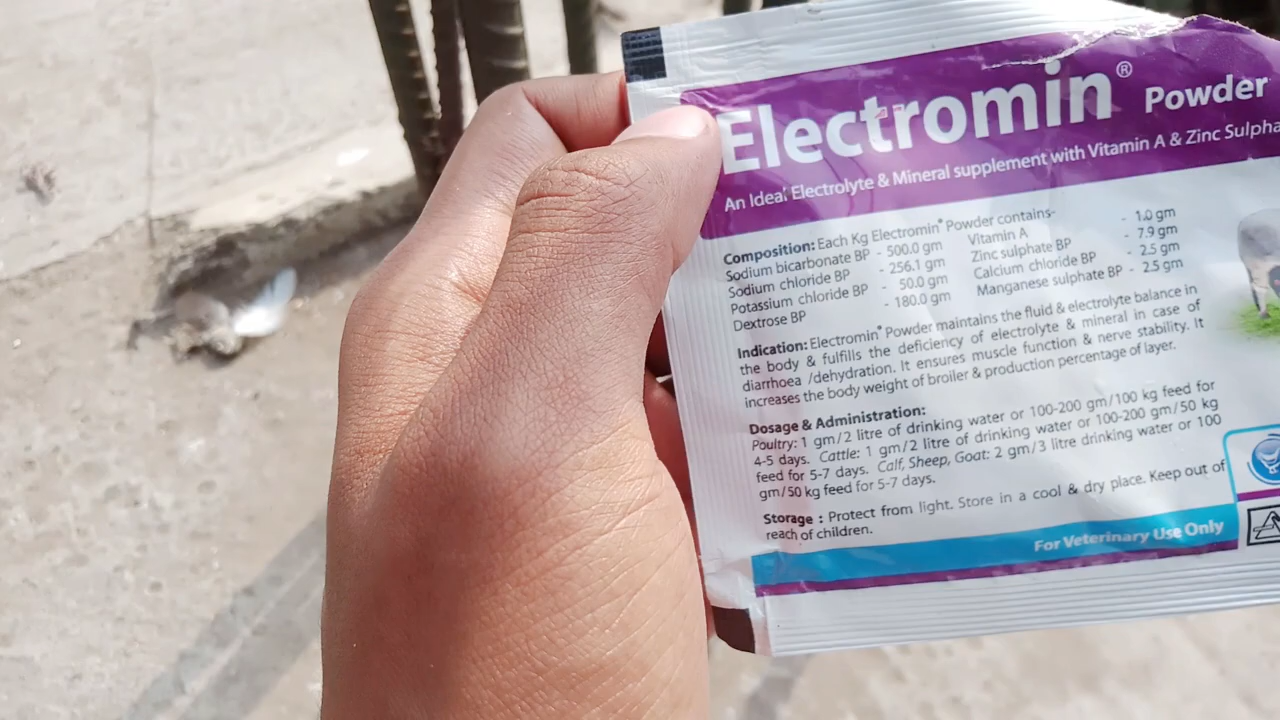 Electromin® Powder
An Ideal Electrolyte & Mineral supplement with Vitamin A & Zinc Sulpha
Composition: Each Kg Electromin® Powder contains-
Sodium bicarbonate BP - 500.0 gm
Sodium chloride BP - 256.1 gm
Potassium chloride BP - 50.0 gm
Dextrose BP - 180.0 gm
Vitamin A - 1.0 gm
Zinc sulphate BP - 7.9 gm
Calcium chloride BP - 2.5 gm
Manganese sulphate BP - 2.5 gm
Indication: Electromin® Powder maintains the fluid & electrolyte balance in
the body & fulfills the deficiency of electrolyte & mineral in case of
diarrhoea /dehydration. It ensures muscle function & nerve stability. It
increases the body weight of broiler & production percentage of layer.
Dosage & Administration:
Poultry: 1 gm/2 litre of drinking water or 100-200 gm/100 kg feed for
4-5 days. Cattle: 1 gm/2 litre of drinking water or 100-200 gm/50 kg
feed for 5-7 days. Calf, Sheep, Goat: 2 gm/3 litre drinking water or 100
gm/50 kg feed for 5-7 days.
Storage : Protect from light. Store in a cool & dry place. Keep out of
reach of children.
For Veterinary Use Only